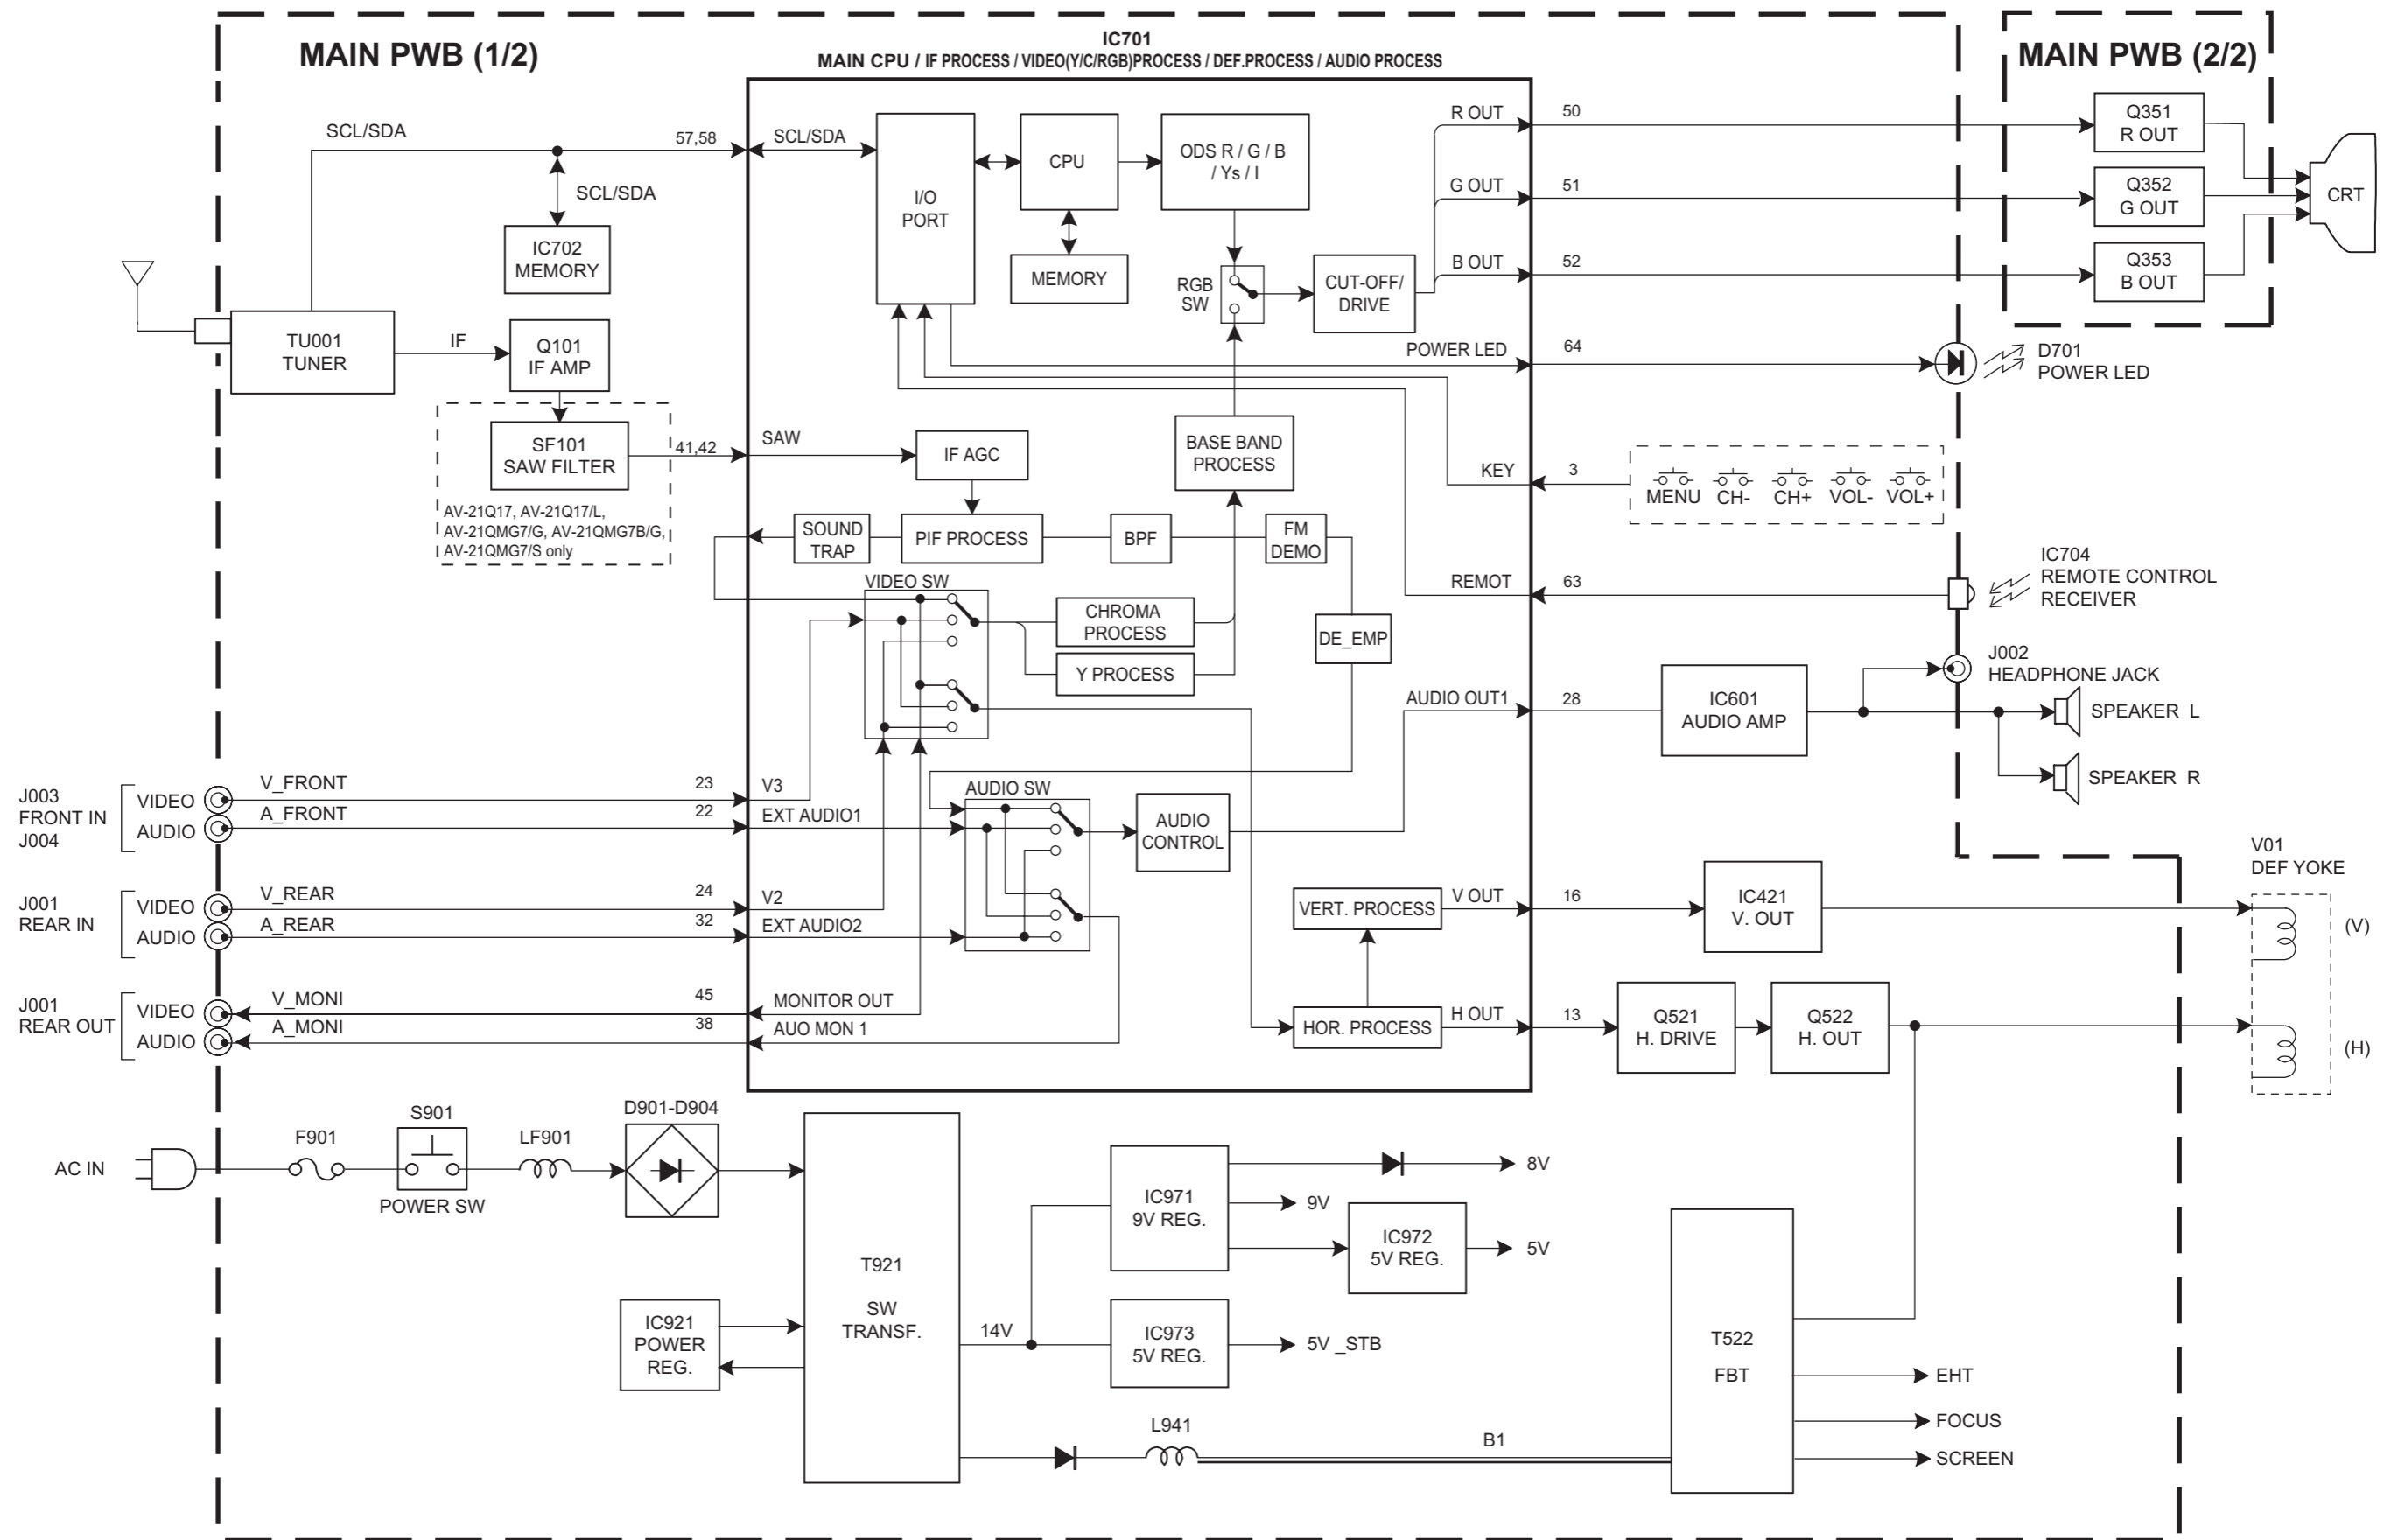 MAIN PWB (1/2)
IC701
MAIN CPU / IF PROCESS / VIDEO(Y/C/RGB)PROCESS / DEF.PROCESS / AUDIO PROCESS
MAIN PWB (2/2)
SCL/SDA
57,58
SCL/SDA
SCL/SDA
IC702
MEMORY
TU001
TUNER
IF
Q101
IF AMP
SF101
SAW FILTER
AV-21Q17, AV-21Q17/L,
AV-21QMG7/G, AV-21QMG7B/G,
AV-21QMG7/S only
41,42
SAW
I/O
PORT
CPU
MEMORY
ODS R / G / B
/ Ys / I
RGB
SW
CUT-OFF/
DRIVE
R OUT
50
G OUT
51
B OUT
52
Q351
R OUT
Q352
G OUT
Q353
B OUT
CRT
POWER LED
64
D701
POWER LED
IF AGC
BASE BAND
PROCESS
KEY
3
MENU
CH-
CH+
VOL-
VOL+
SOUND
TRAP
PIF PROCESS
BPF
FM
DEMO
REMOT
63
IC704
REMOTE CONTROL
RECEIVER
VIDEO SW
CHROMA
PROCESS
Y PROCESS
DE_EMP
AUDIO OUT1
28
IC601
AUDIO AMP
J002
HEADPHONE JACK
SPEAKER L
SPEAKER R
J003
FRONT IN
J004
VIDEO
AUDIO
V_FRONT
23
V3
A_FRONT
22
EXT AUDIO1
AUDIO SW
AUDIO
CONTROL
J001
REAR IN
VIDEO
AUDIO
V_REAR
24
V2
A_REAR
32
EXT AUDIO2
J001
REAR OUT
VIDEO
AUDIO
V_MONI
45
MONITOR OUT
A_MONI
38
AUO MON 1
VERT. PROCESS
V OUT
16
IC421
V. OUT
HOR. PROCESS
H OUT
13
Q521
H. DRIVE
Q522
H. OUT
V01
DEF YOKE
(V)
(H)
AC IN
F901
S901
POWER SW
LF901
D901-D904
T921
SW
TRANSF.
IC921
POWER
REG.
14V
IC971
9V REG.
8V
9V
IC972
5V REG.
5V
IC973
5V REG.
5V _STB
L941
B1
T522
FBT
EHT
FOCUS
SCREEN